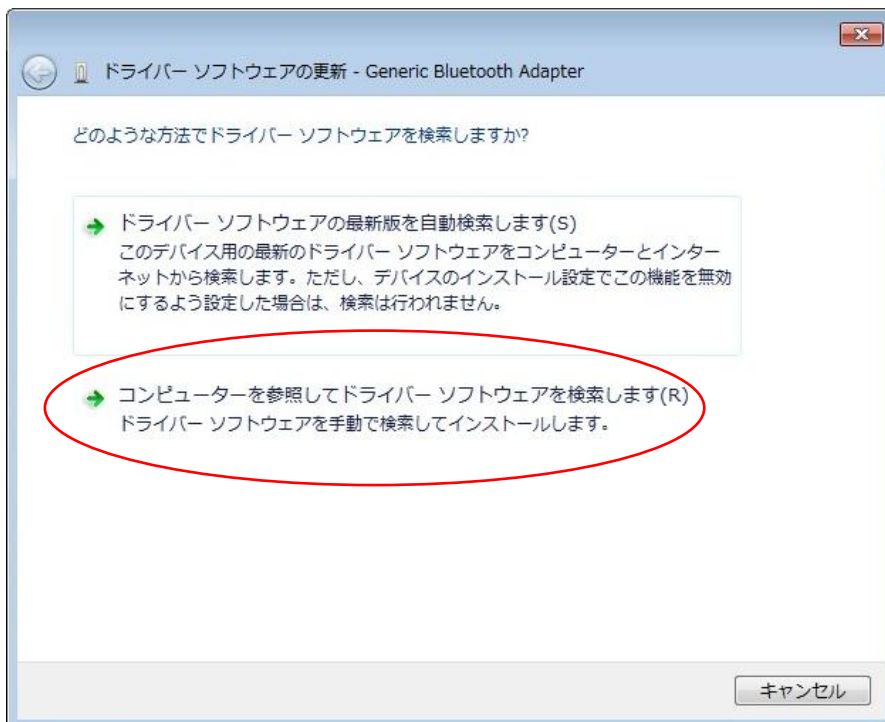 ドライバー ソフトウェアの更新 - Generic Bluetooth Adapter
どのような方法でドライバー ソフトウェアを検索しますか?
ドライバー ソフトウェアの最新版を自動検索します(S)
このデバイス用の最新のドライバー ソフトウェアをコンピューターとインター
ネットから検索します。ただし、デバイスのインストール設定でこの機能を無効
にするよう設定した場合は、検索は行われません。
コンピューターを参照してドライバー ソフトウェアを検索します(R)
ドライバー ソフトウェアを手動で検索してインストールします。
キャンセル